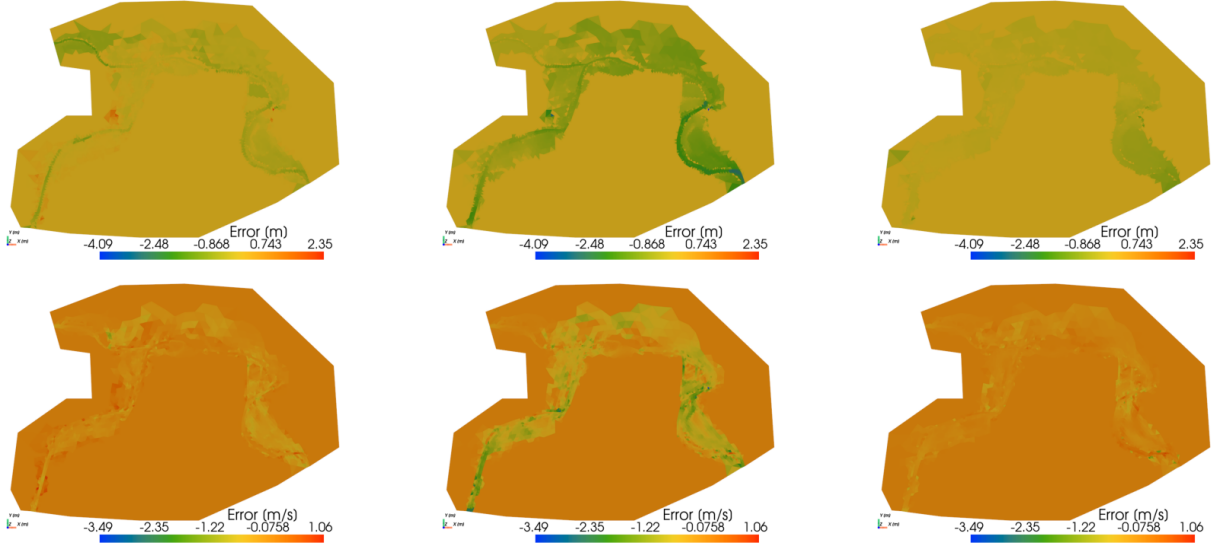 Error (m)
-4.09 -2.48 -0.868 0.743 2.35
Y (m)
Z X (m)
Error (m)
-4.09 -2.48 -0.868 0.743 2.35
Y (m)
Z X (m)
Error (m)
-4.09 -2.48 -0.868 0.743 2.35
Y (m)
Z X (m)
Error (m/s)
-3.49 -2.35 -1.22 -0.0758 1.06
Y (m)
Z X (m)
Error (m/s)
-3.49 -2.35 -1.22 -0.0758 1.06
Y (m)
Z X (m)
Error (m/s)
-3.49 -2.35 -1.22 -0.0758 1.06
Y (m)
Z X (m)